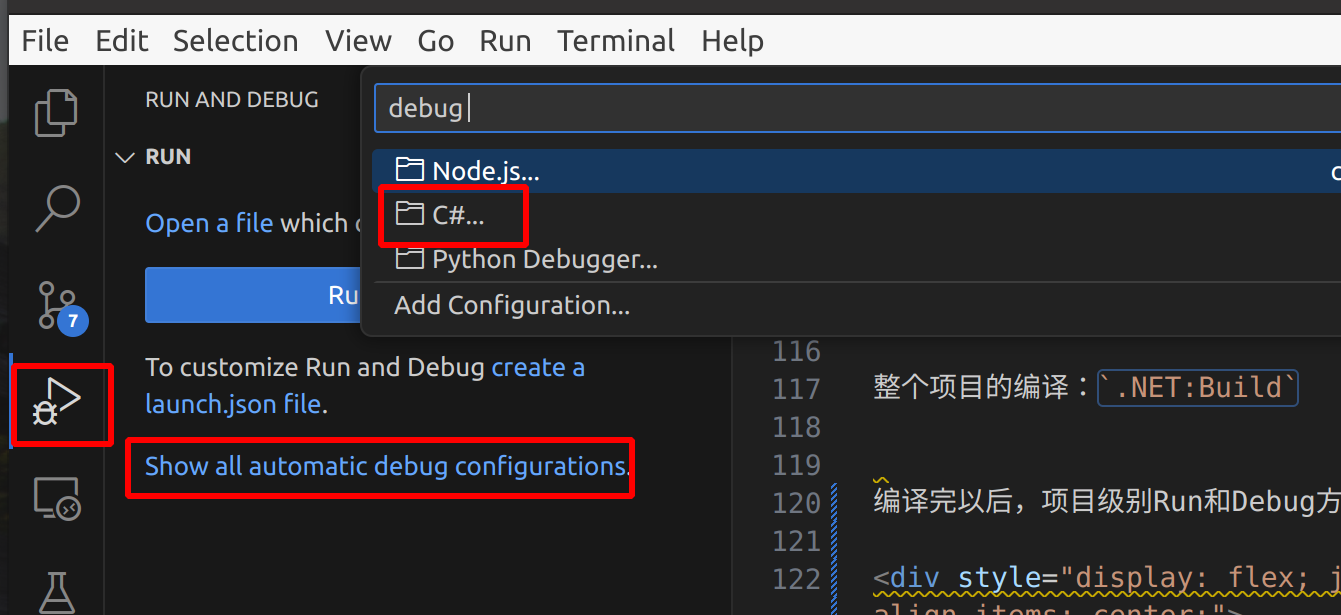 File Edit Selection View Go Run Terminal Help
RUN AND DEBUG
RUN
Open a file which
Ru
To customize Run and Debug create a
launch.json file.
Show all automatic debug configurations.
7
debug
Node.js...
C#...
Python Debugger...
Add Configuration...
116
117 整个项目的编译：`.NET:Build`
118
119
120 编译完以后，项目级别Run和Debug方
121
122 <div style="display: flex; j
align-items: center;">